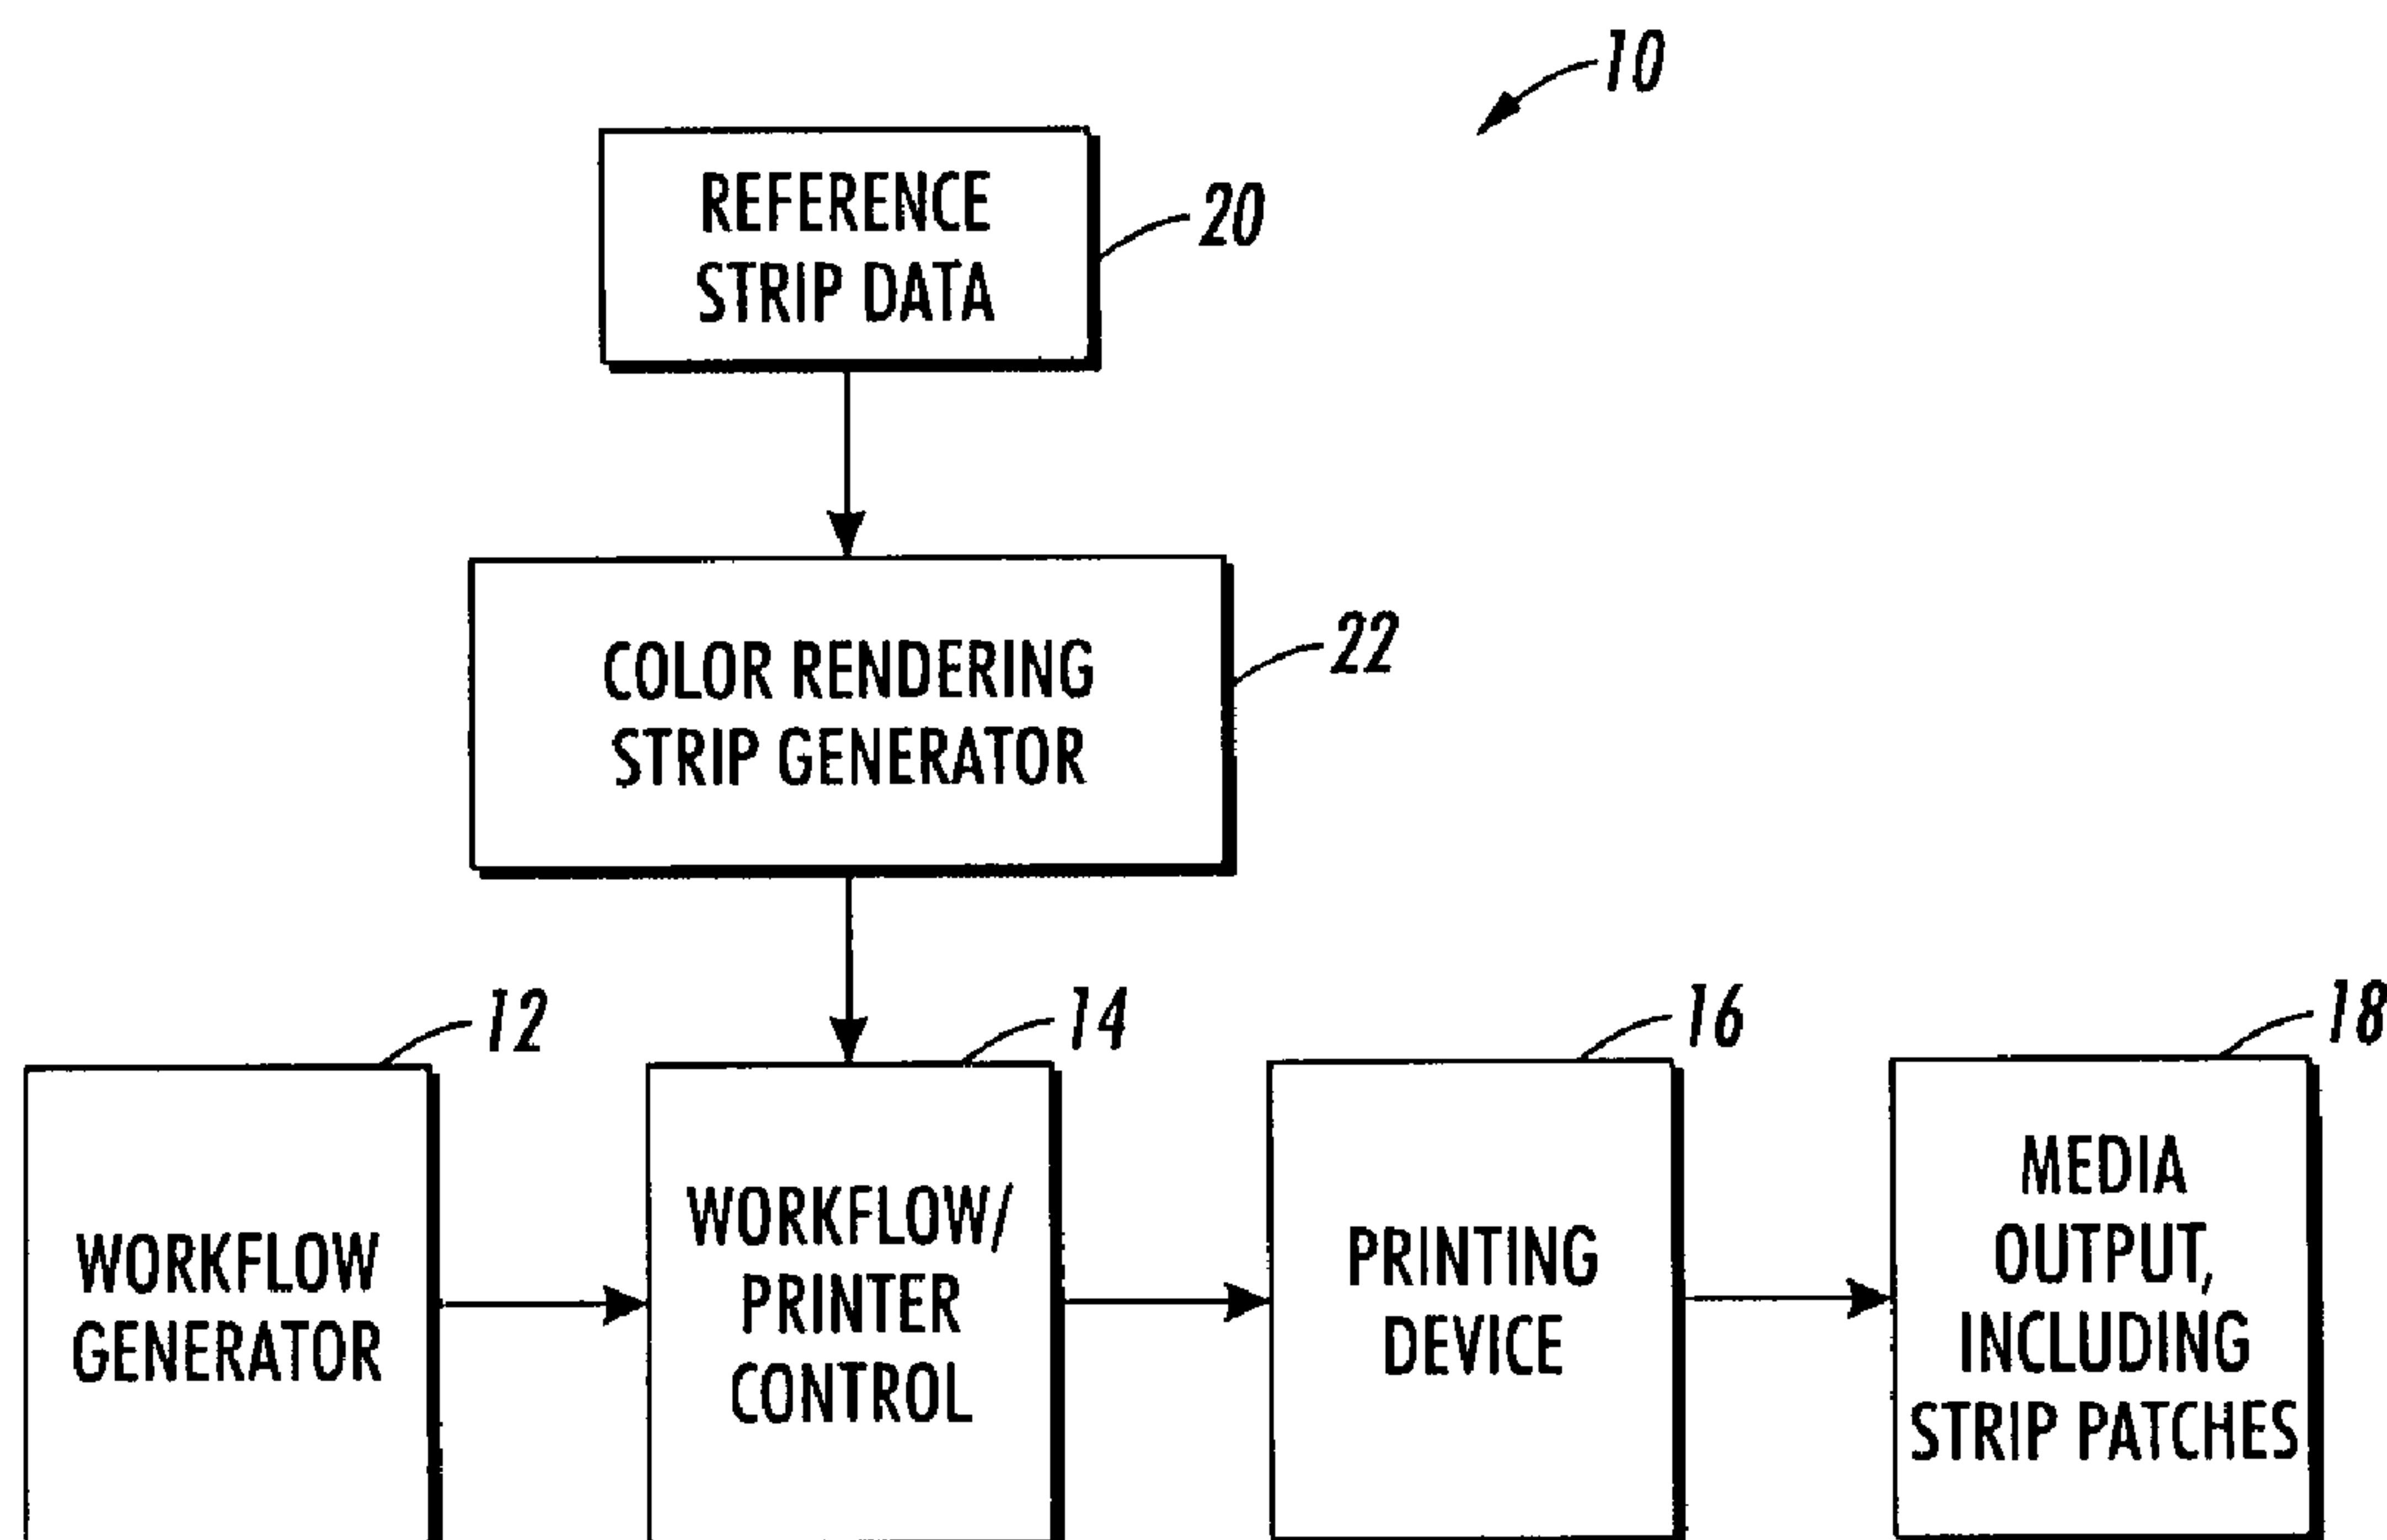 10
REFERENCE
STRIP DATA
20
COLOR RENDERING
STRIP GENERATOR
22
12
14
16
18
WORKFLOW
GENERATOR
WORKFLOW/
PRINTER
CONTROL
PRINTING
DEVICE
MEDIA
OUTPUT,
INCLUDING
STRIP PATCHES